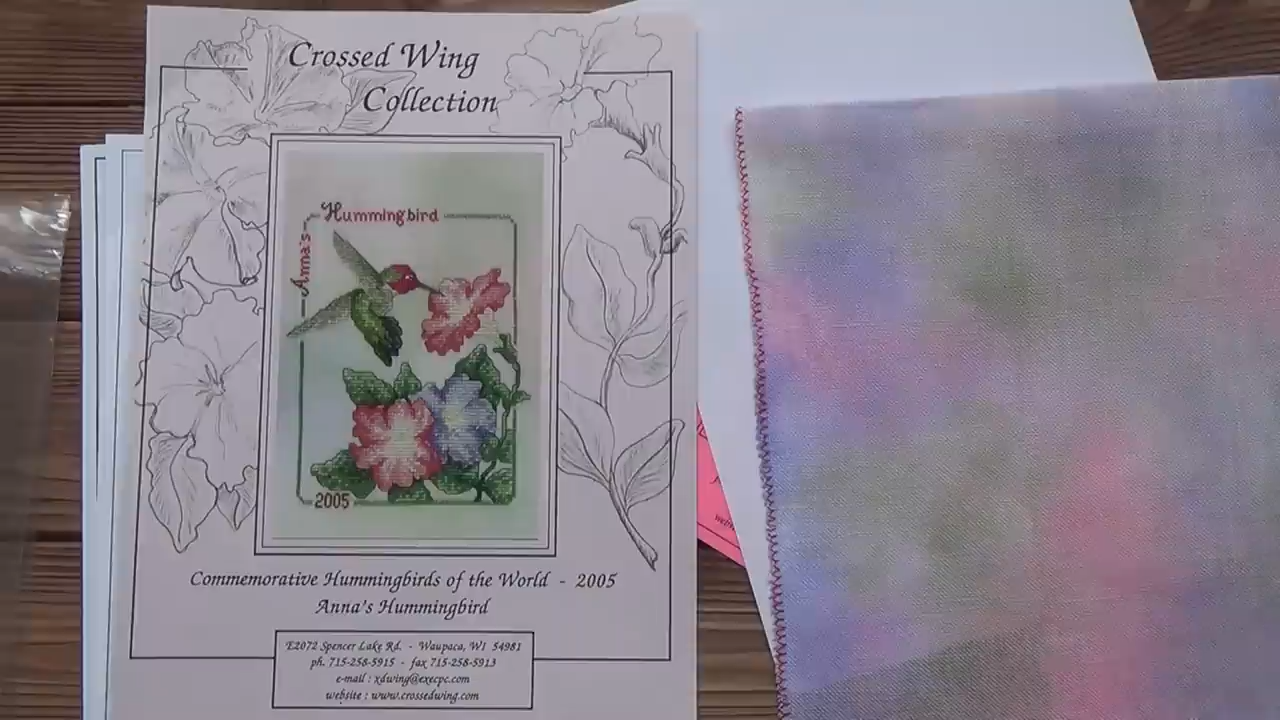 Crossed Wing
Collection
Hummingbird
Anna's
2005
Commemorative Hummingbirds of the World - 2005
Anna's Hummingbird
E2072 Spencer Lake Rd. - Waupaca, WI 54981
ph. 715-258-5915 - fax 715-258-5913
e-mail : xdwing@execpc.com
website : www.crossedwing.com